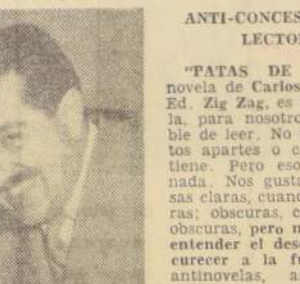 ANTI-CONCES
LECTOR
"PATAS DE
novela de Carlos
Ed. Zig Zag, es
la, para nosotro
ble de leer. No
tos apartes o c
tiene. Pero eso
nada. Nos gusta
sas claras, cuand
ras; obscuras, c
obscuras, pero n
entender el des
curecer a la fu
antinovelas, a